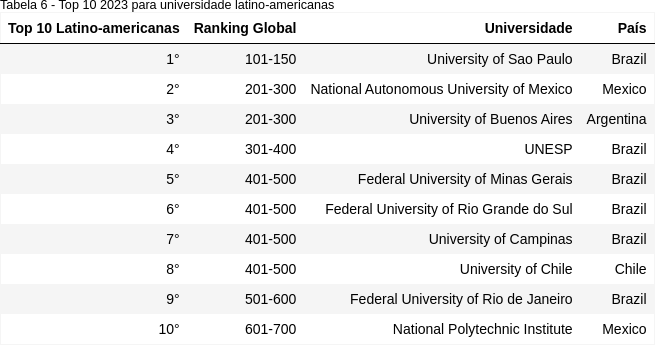 Tabela 6 - Top 10 2023 para universidade latino-americanas
Top 10 Latino-americanas Ranking Global Universidade País
1° 101-150 University of Sao Paulo Brazil
2° 201-300 National Autonomous University of Mexico Mexico
3° 201-300 University of Buenos Aires Argentina
4° 301-400 UNESP Brazil
5° 401-500 Federal University of Minas Gerais Brazil
6° 401-500 Federal University of Rio Grande do Sul Brazil
7° 401-500 University of Campinas Brazil
8° 401-500 University of Chile Chile
9° 501-600 Federal University of Rio de Janeiro Brazil
10° 601-700 National Polytechnic Institute Mexico